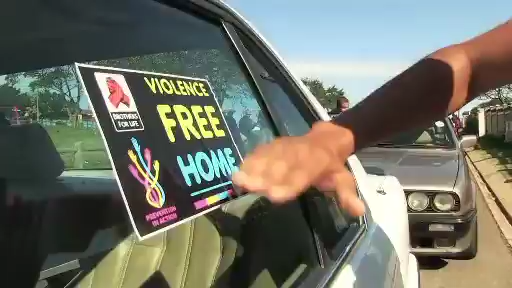 BROTHERS
FOR LIFE
VIOLENCE
FREE
HOME
PREVENTION
IN ACTION